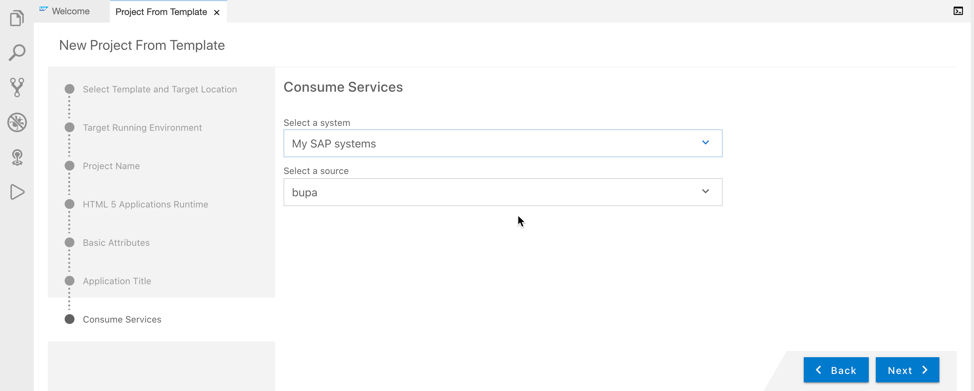 Welcome
Project From Template
New Project From Template
Select Template and Target Location
Target Running Environment
Project Name
HTML 5 Applications Runtime
Basic Attributes
Application Title
Consume Services
Consume Services
Select a system
My SAP systems
Select a source
bupa
Back
Next